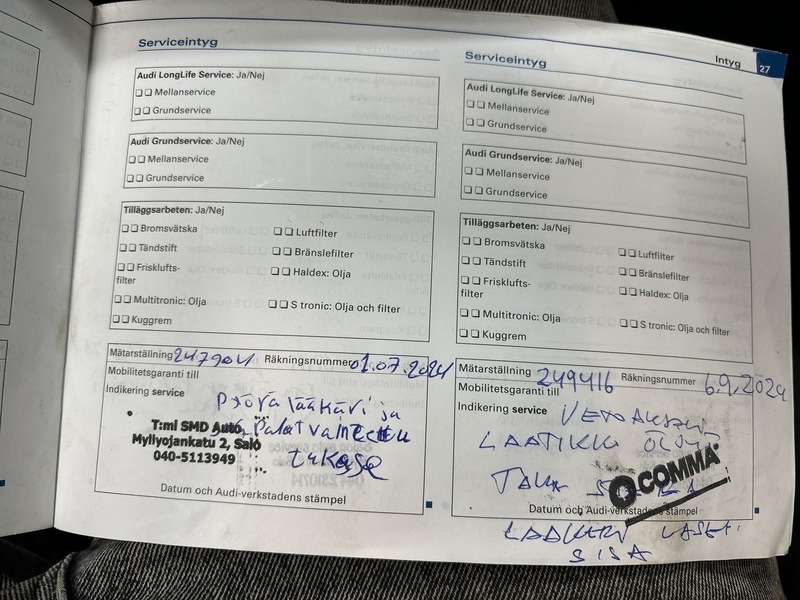 Serviceintyg
Audi LongLife Service: Ja/Nej
Mellanservice
Grundservice
Audi Grundservice: Ja/Nej
Mellanservice
Grundservice
Tilläggsarbeten: Ja/Nej
Bromsvätska
Luftfilter
Tändstift
Bränslefilter
Friskluftsfilter
Haldex: Olja
Multitronic: Olja
S tronic: Olja och filter
Kuggrem
Mätarställning 247904 Räkningsnummer 01.07.2024
Mobilitetsgaranti till
Indikering service
ja
T:mi SMD Auto
Myllyojankatu 2, Salo
040-5113949
Datum och Audi-verkstadens stämpel
Intyg 27
Serviceintyg
Audi LongLife Service: Ja/Nej
Mellanservice
Grundservice
Audi Grundservice: Ja/Nej
Mellanservice
Grundservice
Tilläggsarbeten: Ja/Nej
Bromsvätska
Luftfilter
Tändstift
Bränslefilter
Friskluftsfilter
Haldex: Olja
Multitronic: Olja
S tronic: Olja och filter
Kuggrem
Mätarställning 249416 Räkningsnummer 6.9.2024
Mobilitetsgaranti till
Indikering service
TAKA
COMMA
Datum och Audi-verkstadens stämpel
SISA